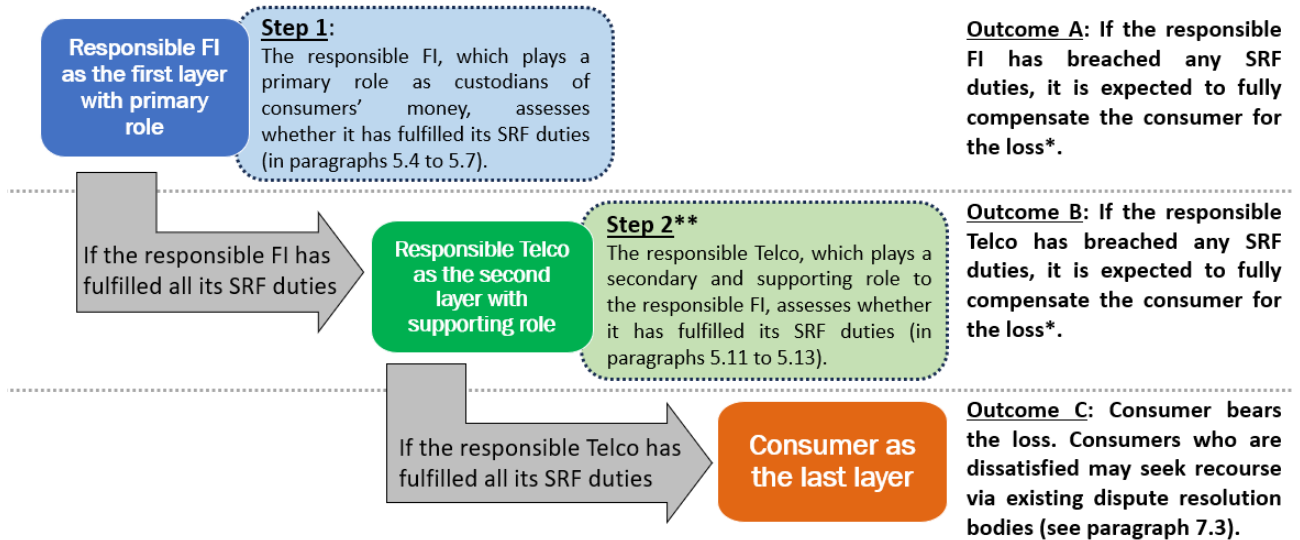 Responsible FI
as the first layer
with primary
role
Step 1:
The responsible FI, which plays a
primary role as custodians of
consumers’ money, assesses
whether it has fulfilled its SRF duties
(in paragraphs 5.4 to 5.7).
Outcome A: If the responsible
FI has breached any SRF
duties, it is expected to fully
compensate the consumer for
the loss*.
If the responsible FI has
fulfilled all its SRF duties
Responsible Telco
as the second
layer with
supporting role
Step 2**
The responsible Telco, which plays a
secondary and supporting role to
the responsible FI, assesses whether
it has fulfilled its SRF duties (in
paragraphs 5.11 to 5.13).
Outcome B: If the responsible
Telco has breached any SRF
duties, it is expected to fully
compensate the consumer for
the loss*.
If the responsible Telco has
fulfilled all its SRF duties
Consumer as
the last layer
Outcome C: Consumer bears
the loss. Consumers who are
dissatisfied may seek recourse
via existing dispute resolution
bodies (see paragraph 7.3).